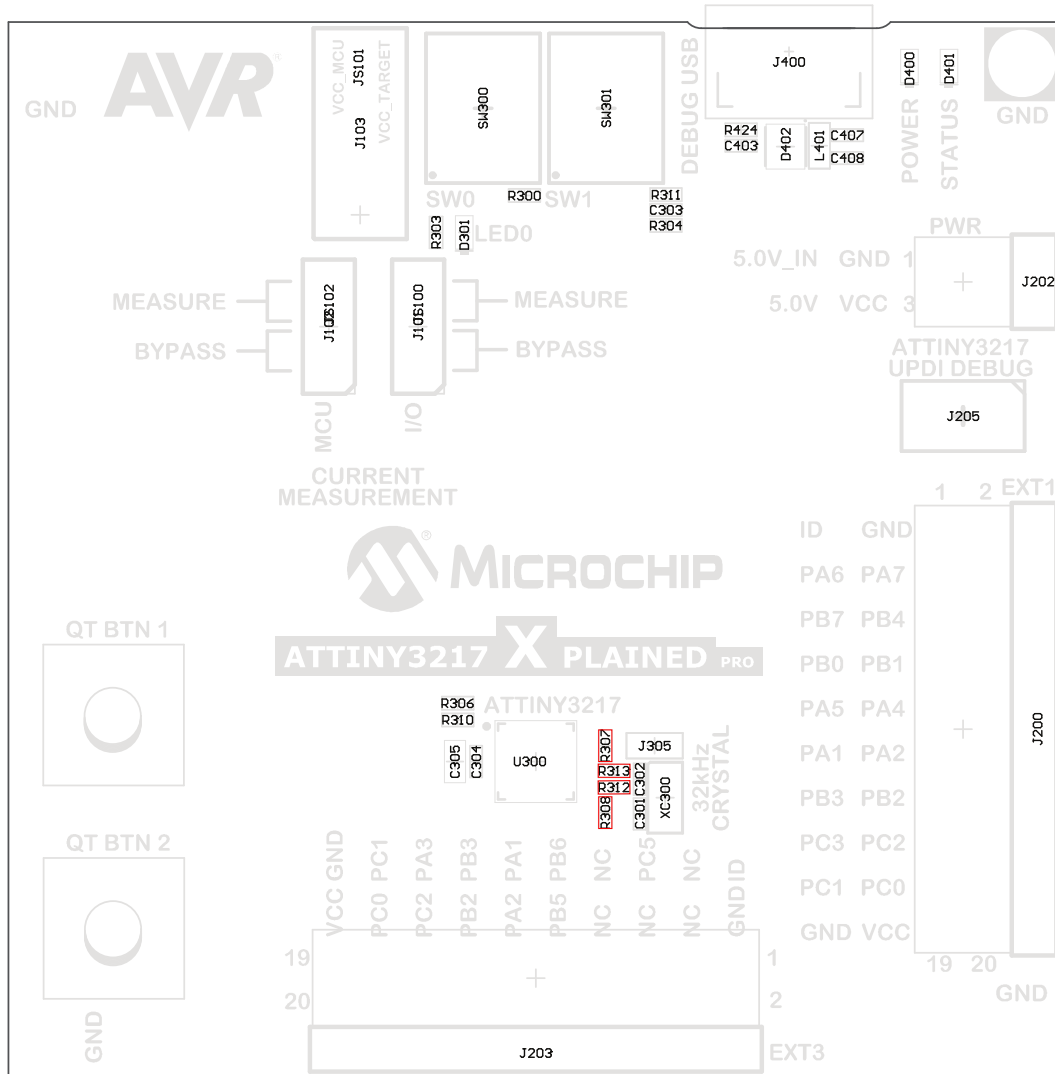 AVR®
GND
VCC_MCU
JS101
J103
VCC_TARGET
SW300
SW301
DEBUG USB
J400
D400
D401
POWER
STATUS
GND
R424
C403
D402
L401
C407
C408
SW0
R300
SW1
R311
C303
R304
R303
D301
LED0
PWR
5.0V_IN GND 1
5.0V VCC 3
J202
MEASURE
BYPASS
JS102
JS100
MEASURE
BYPASS
MCU
I/O
CURRENT
MEASUREMENT
ATTINY3217
UPDI DEBUG
J205
1 2 EXT1
ID GND
PA6 PA7
PB7 PB4
PB0 PB1
PA5 PA4
PA1 PA2
PB3 PB2
PC3 PC2
PC1 PC0
GND VCC
19 20
J200
GND
MICROCHIP
ATTINY3217 X PLAINED PRO
QT BTN 1
QT BTN 2
GND
R306
R310
ATTINY3217
C305
C304
U300
R307
R313
R312
R308
J305
C302
C301
XC300
32kHz
CRYSTAL
GND PC1 PA3 PB3 PA1 PB6 NC PC5 NC ID
VCC PC0 PC2 PB2 PA2 PB5 NC NC NC GND
19 1
20 2
J203
EXT3